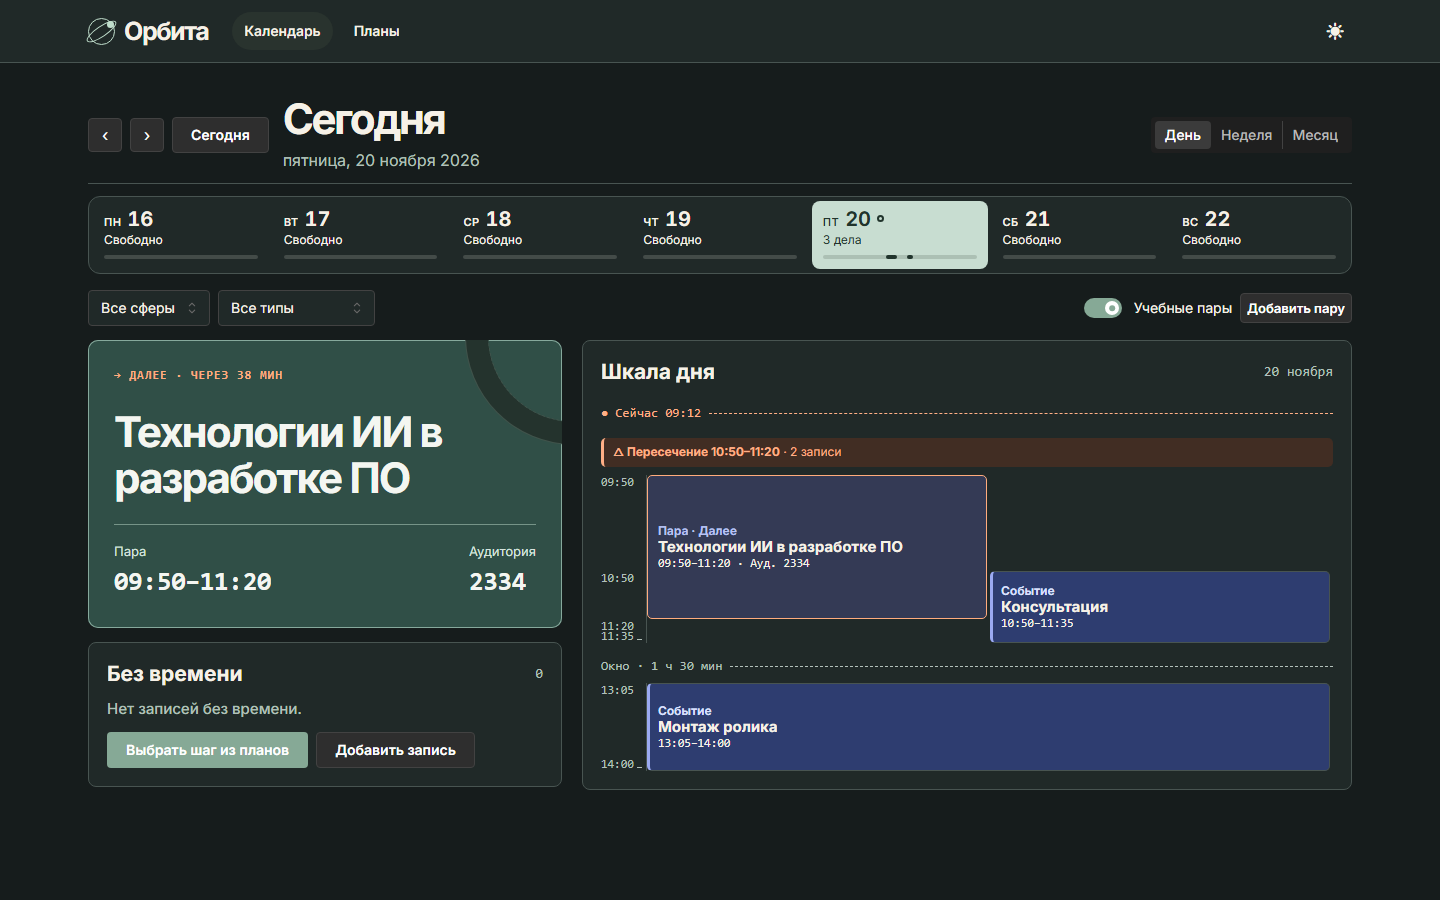 Орбита
Календарь
Планы
‹
›
Сегодня
Сегодня
пятница, 20 ноября 2026
День
Неделя
Месяц
ПН 16
Свободно
ВТ 17
Свободно
СР 18
Свободно
ЧТ 19
Свободно
ПТ 20
3 дела
СБ 21
Свободно
ВС 22
Свободно
Все сферы
Все типы
Учебные пары
Добавить пару
→ ДАЛЕЕ · ЧЕРЕЗ 38 МИН
Технологии ИИ в
разработке ПО
Пара
09:50–11:20
Аудитория
2334
Без времени
0
Нет записей без времени.
Выбрать шаг из планов
Добавить запись
Шкала дня
20 ноября
● Сейчас 09:12
△ Пересечение 10:50–11:20 · 2 записи
09:50
Пара · Далее
Технологии ИИ в разработке ПО
09:50–11:20 · Ауд. 2334
10:50
Событие
Консультация
10:50–11:35
11:20
11:35
Окно · 1 ч 30 мин
13:05
Событие
Монтаж ролика
13:05–14:00
14:00